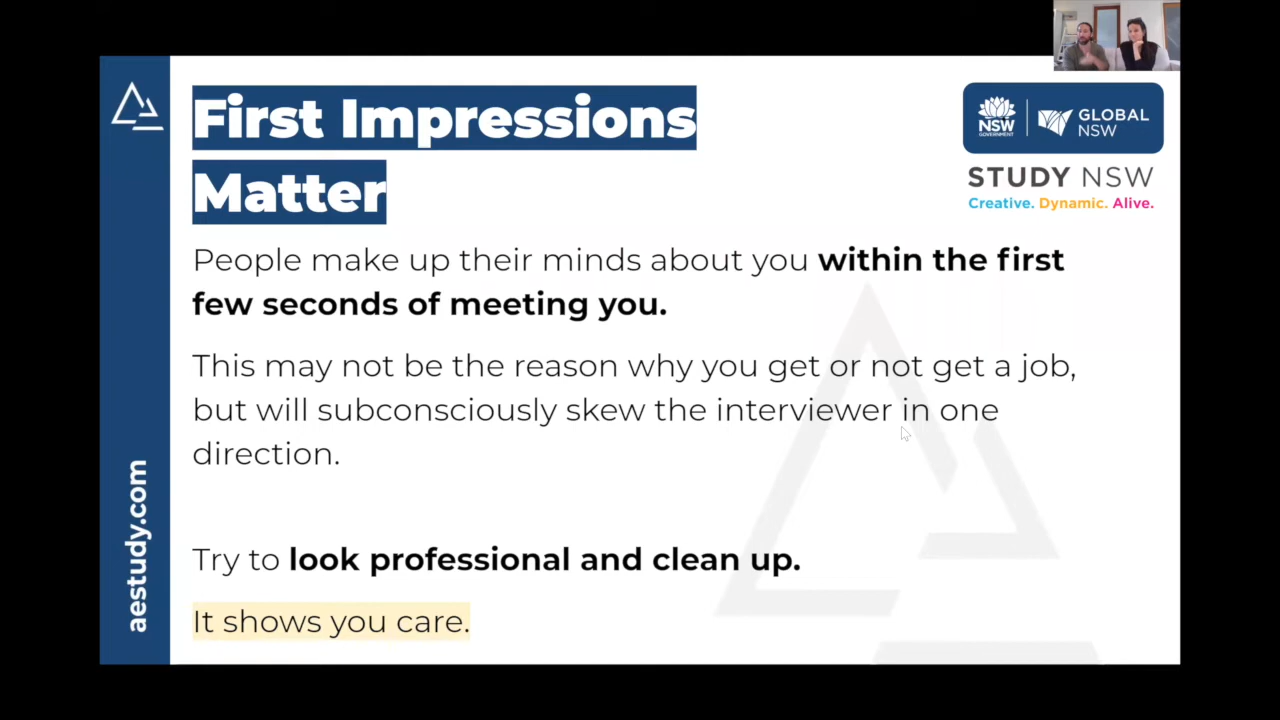 First Impressions
Matter
NSW
GOVERNMENT
GLOBAL
NSW
STUDY NSW
Creative. Dynamic. Alive.
People make up their minds about you within the first
few seconds of meeting you.
This may not be the reason why you get or not get a job,
but will subconsciously skew the interviewer in one
direction.
Try to look professional and clean up.
It shows you care.
aestudy.com